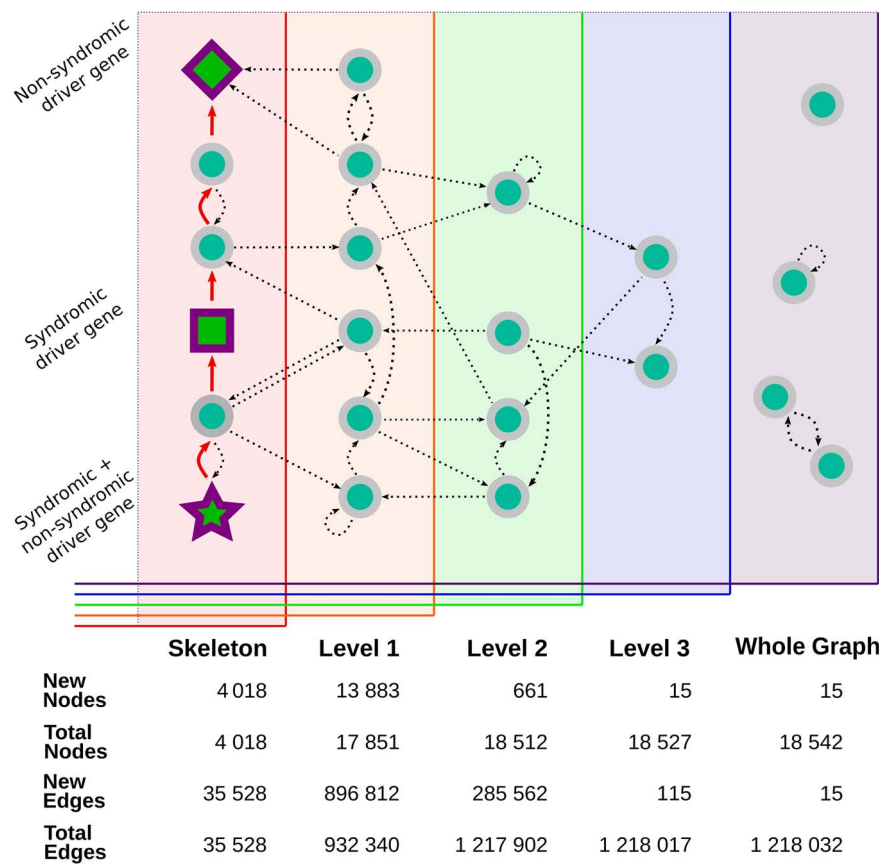 Non-syndromic
driver gene
Syndromic
driver gene
Syndromic +
non-syndromic
driver gene
Skeleton Level 1 Level 2 Level 3 Whole Graph
New
Nodes 4 018 13 883 661 15 15
Total
Nodes 4 018 17 851 18 512 18 527 18 542
New
Edges 35 528 896 812 285 562 115 15
Total
Edges 35 528 932 340 1 217 902 1 218 017 1 218 032